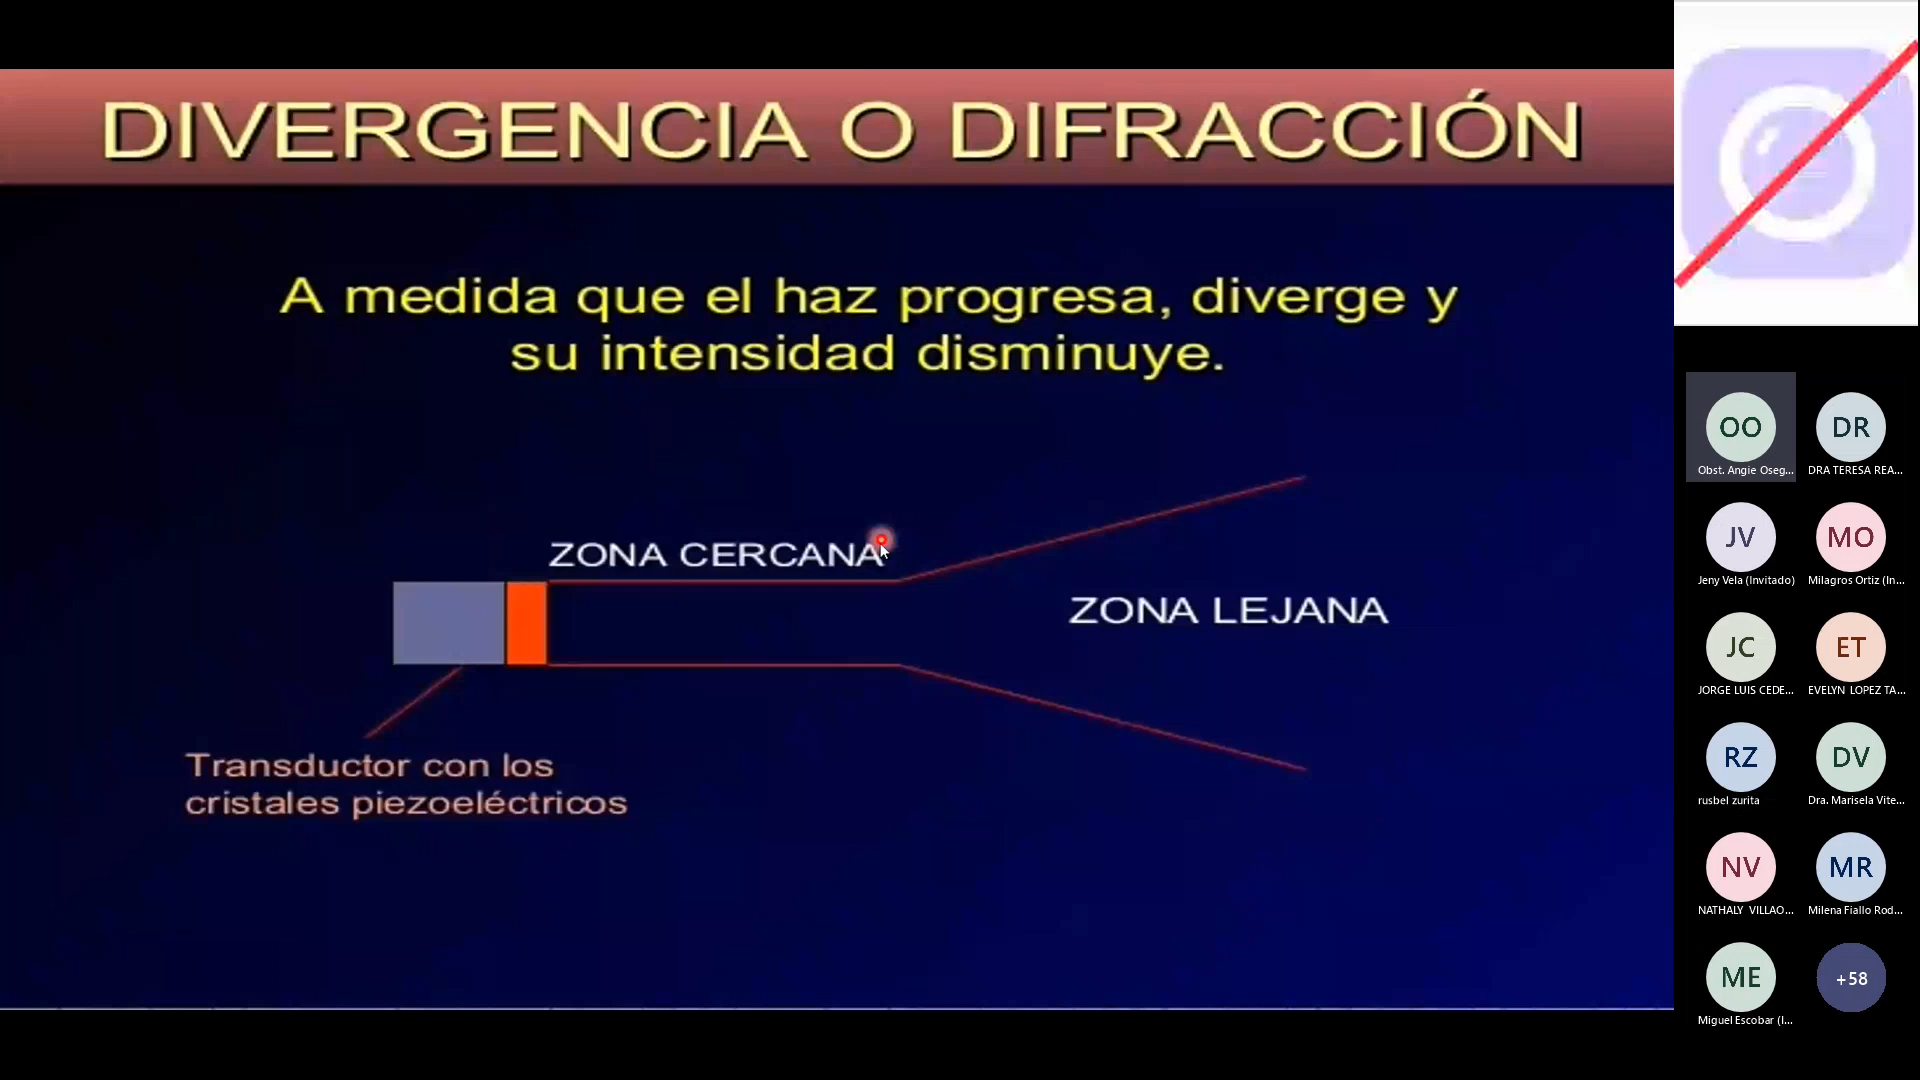 DIVERGENCIA O DIFRACCIÓN
A medida que el haz progresa, diverge y
su intensidad disminuye.
ZONA CERCANA
ZONA LEJANA
Transductor con los
cristales piezoeléctricos
OO
Obst. Angie Oseg...
DR
DRA TERESA REA...
JV
Jeny Vela (Invitado)
MO
Milagros Ortiz (In...
JC
JORGE LUIS CEDE...
ET
EVELYN LOPEZ TA...
RZ
rusbel zurita
DV
Dra. Marisela Vite...
NV
NATHALY VILLAO...
MR
Milena Fiallo Rod...
ME
Miguel Escobar (I...
+58